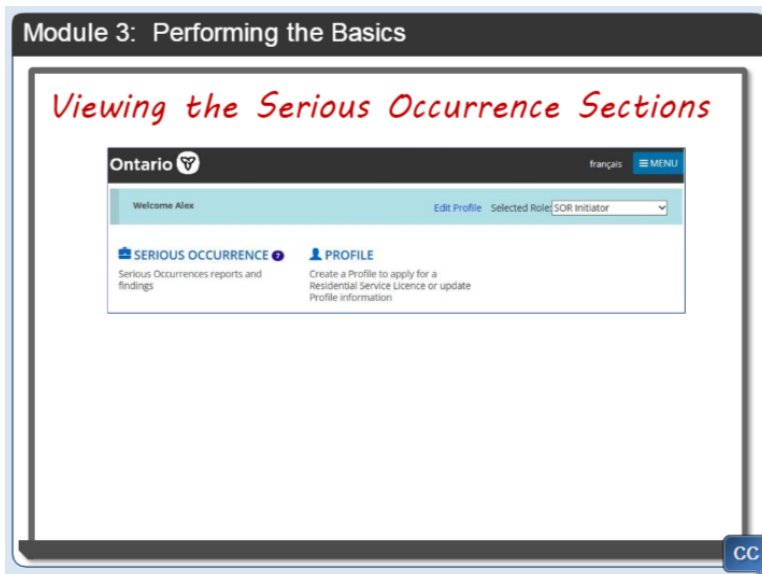 Module 3: Performing the Basics
Viewing the Serious Occurrence Sections
Ontario français MENU
Welcome Alex Edit Profile Selected Role: SOR Initiator
SERIOUS OCCURRENCE 7 PROFILE
Serious Occurrences reports and findings
Create a Profile to apply for a
Residential Service Licence or update
Profile information
CC